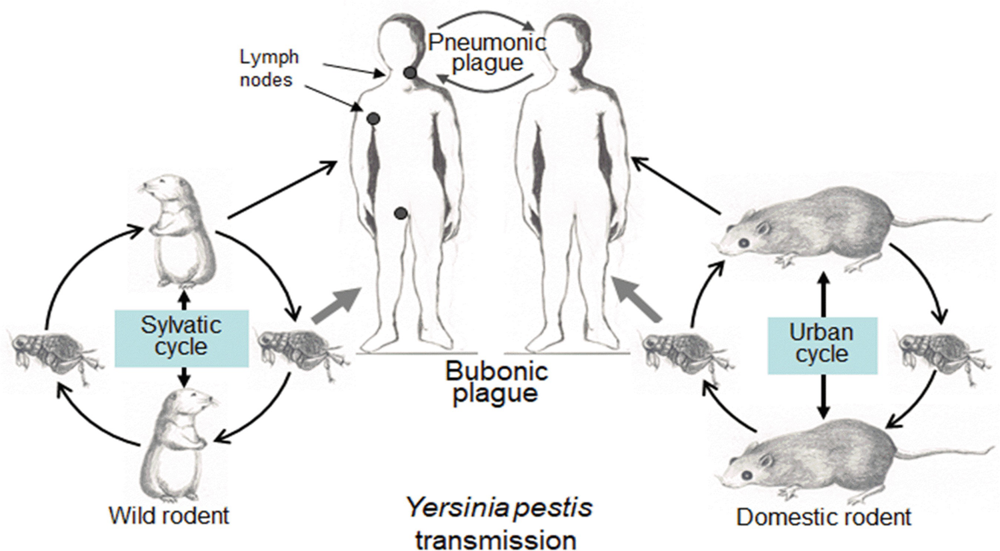 Pneumonic
plague
Lymph
nodes
Sylvatic
cycle
Urban
cycle
Bubonic
plague
Wild rodent
Yersinia pestis
transmission
Domestic rodent